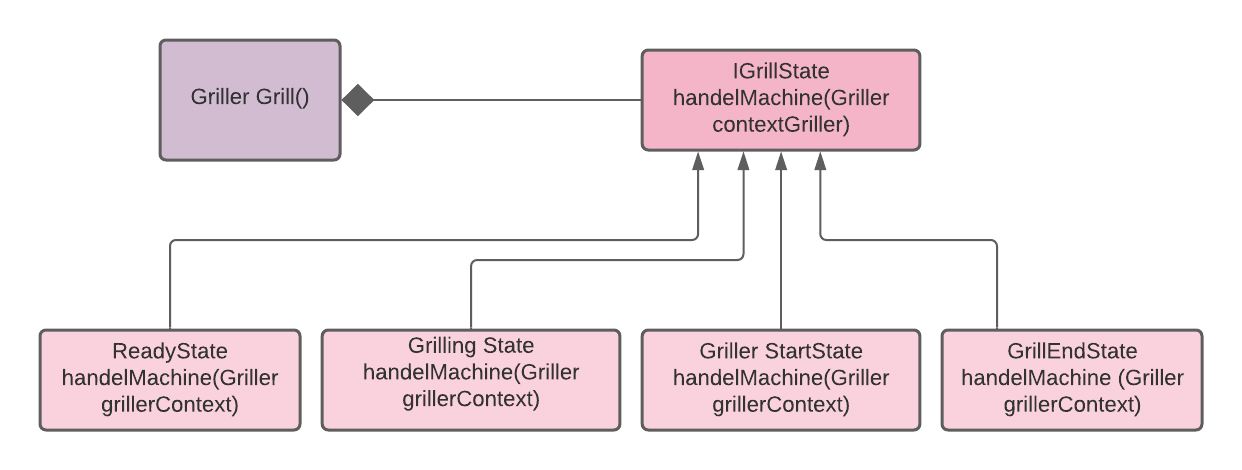 Griller Grill()
IGrillState
handelMachine(Griller
contextGriller)
ReadyState
handelMachine(Griller
grillerContext)
Grilling State
handelMachine(Griller
grillerContext)
Griller StartState
handelMachine(Griller
grillerContext)
GrillEndState
handelMachine (Griller
grillerContext)